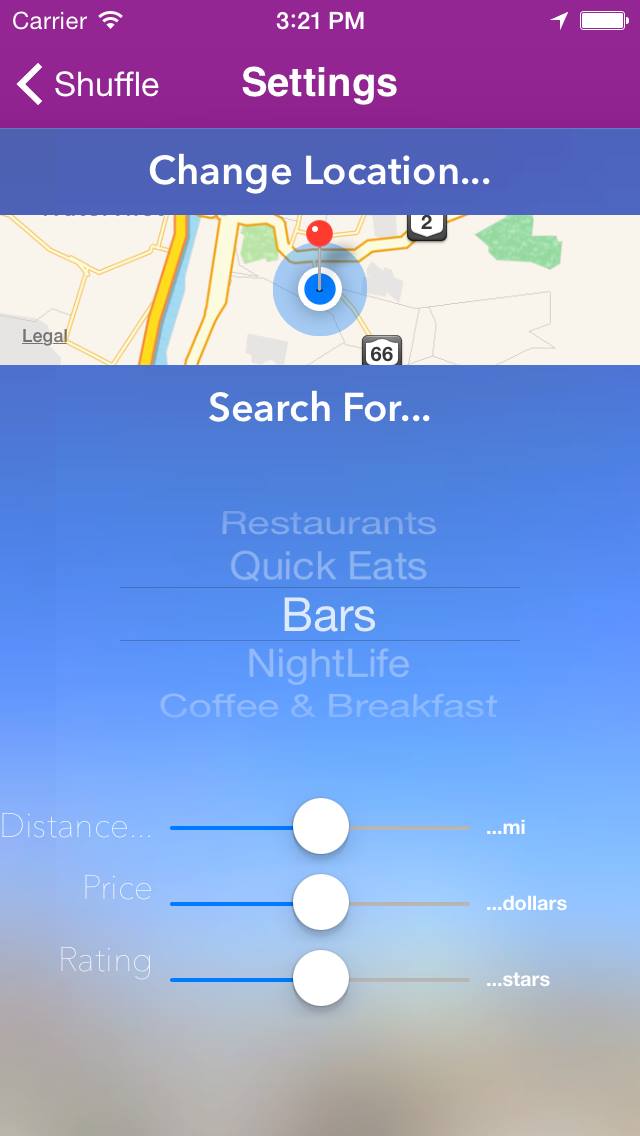 Carrier 3:21 PM
Shuffle Settings
Change Location...
2
Legal
66
Search For...
Restaurants
Quick Eats
Bars
NightLife
Coffee & Breakfast
Distance... ...mi
Price ...dollars
Rating ...stars